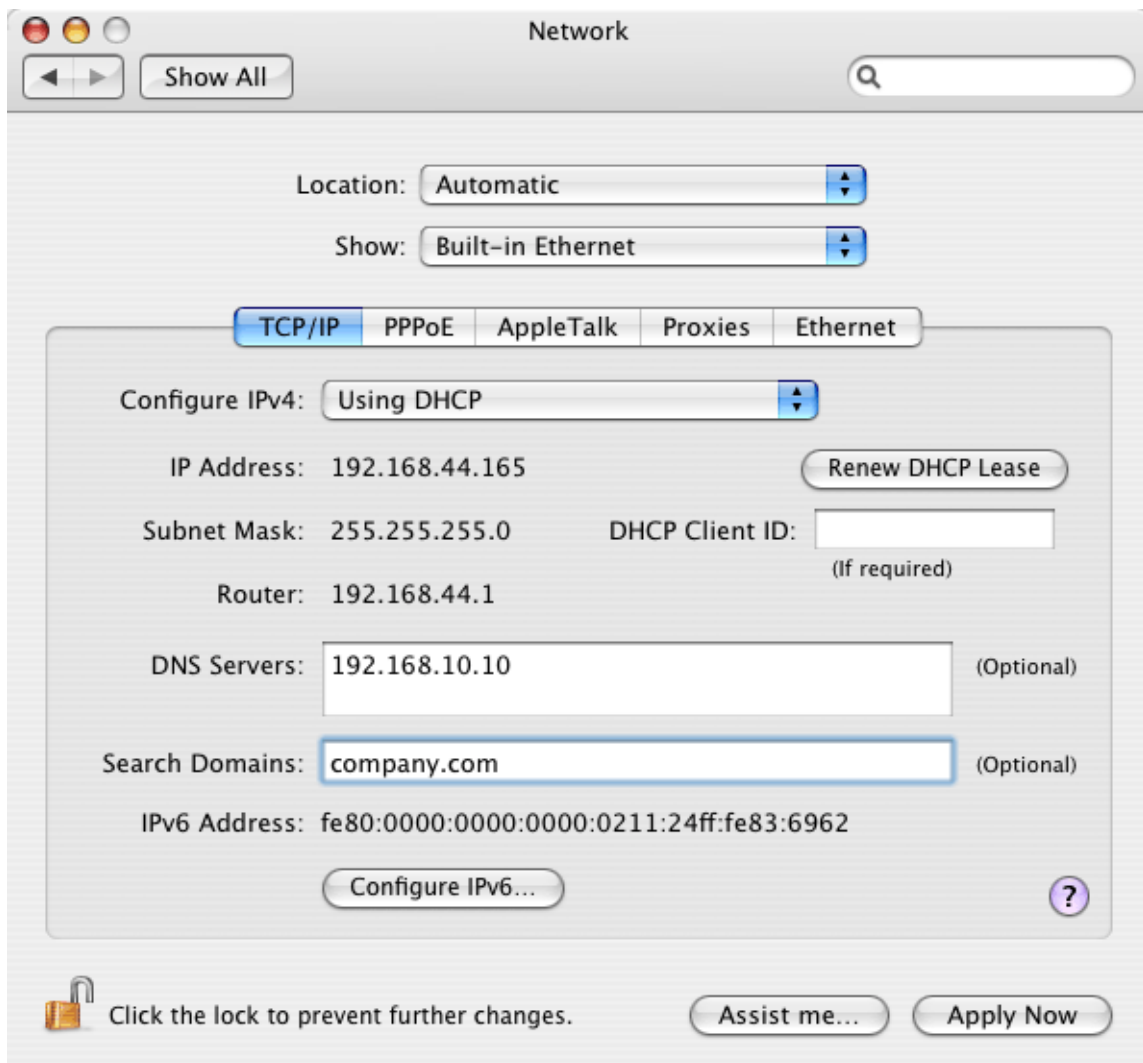 Network
Show All
Location: Automatic
Show: Built-in Ethernet
TCP/IP PPPoE AppleTalk Proxies Ethernet
Configure IPv4: Using DHCP
IP Address: 192.168.44.165 Renew DHCP Lease
Subnet Mask: 255.255.255.0 DHCP Client ID:
(If required)
Router: 192.168.44.1
DNS Servers: 192.168.10.10 (Optional)
Search Domains: company.com (Optional)
IPv6 Address: fe80:0000:0000:0000:0211:24ff:fe83:6962
Configure IPv6... ?
Click the lock to prevent further changes. Assist me... Apply Now